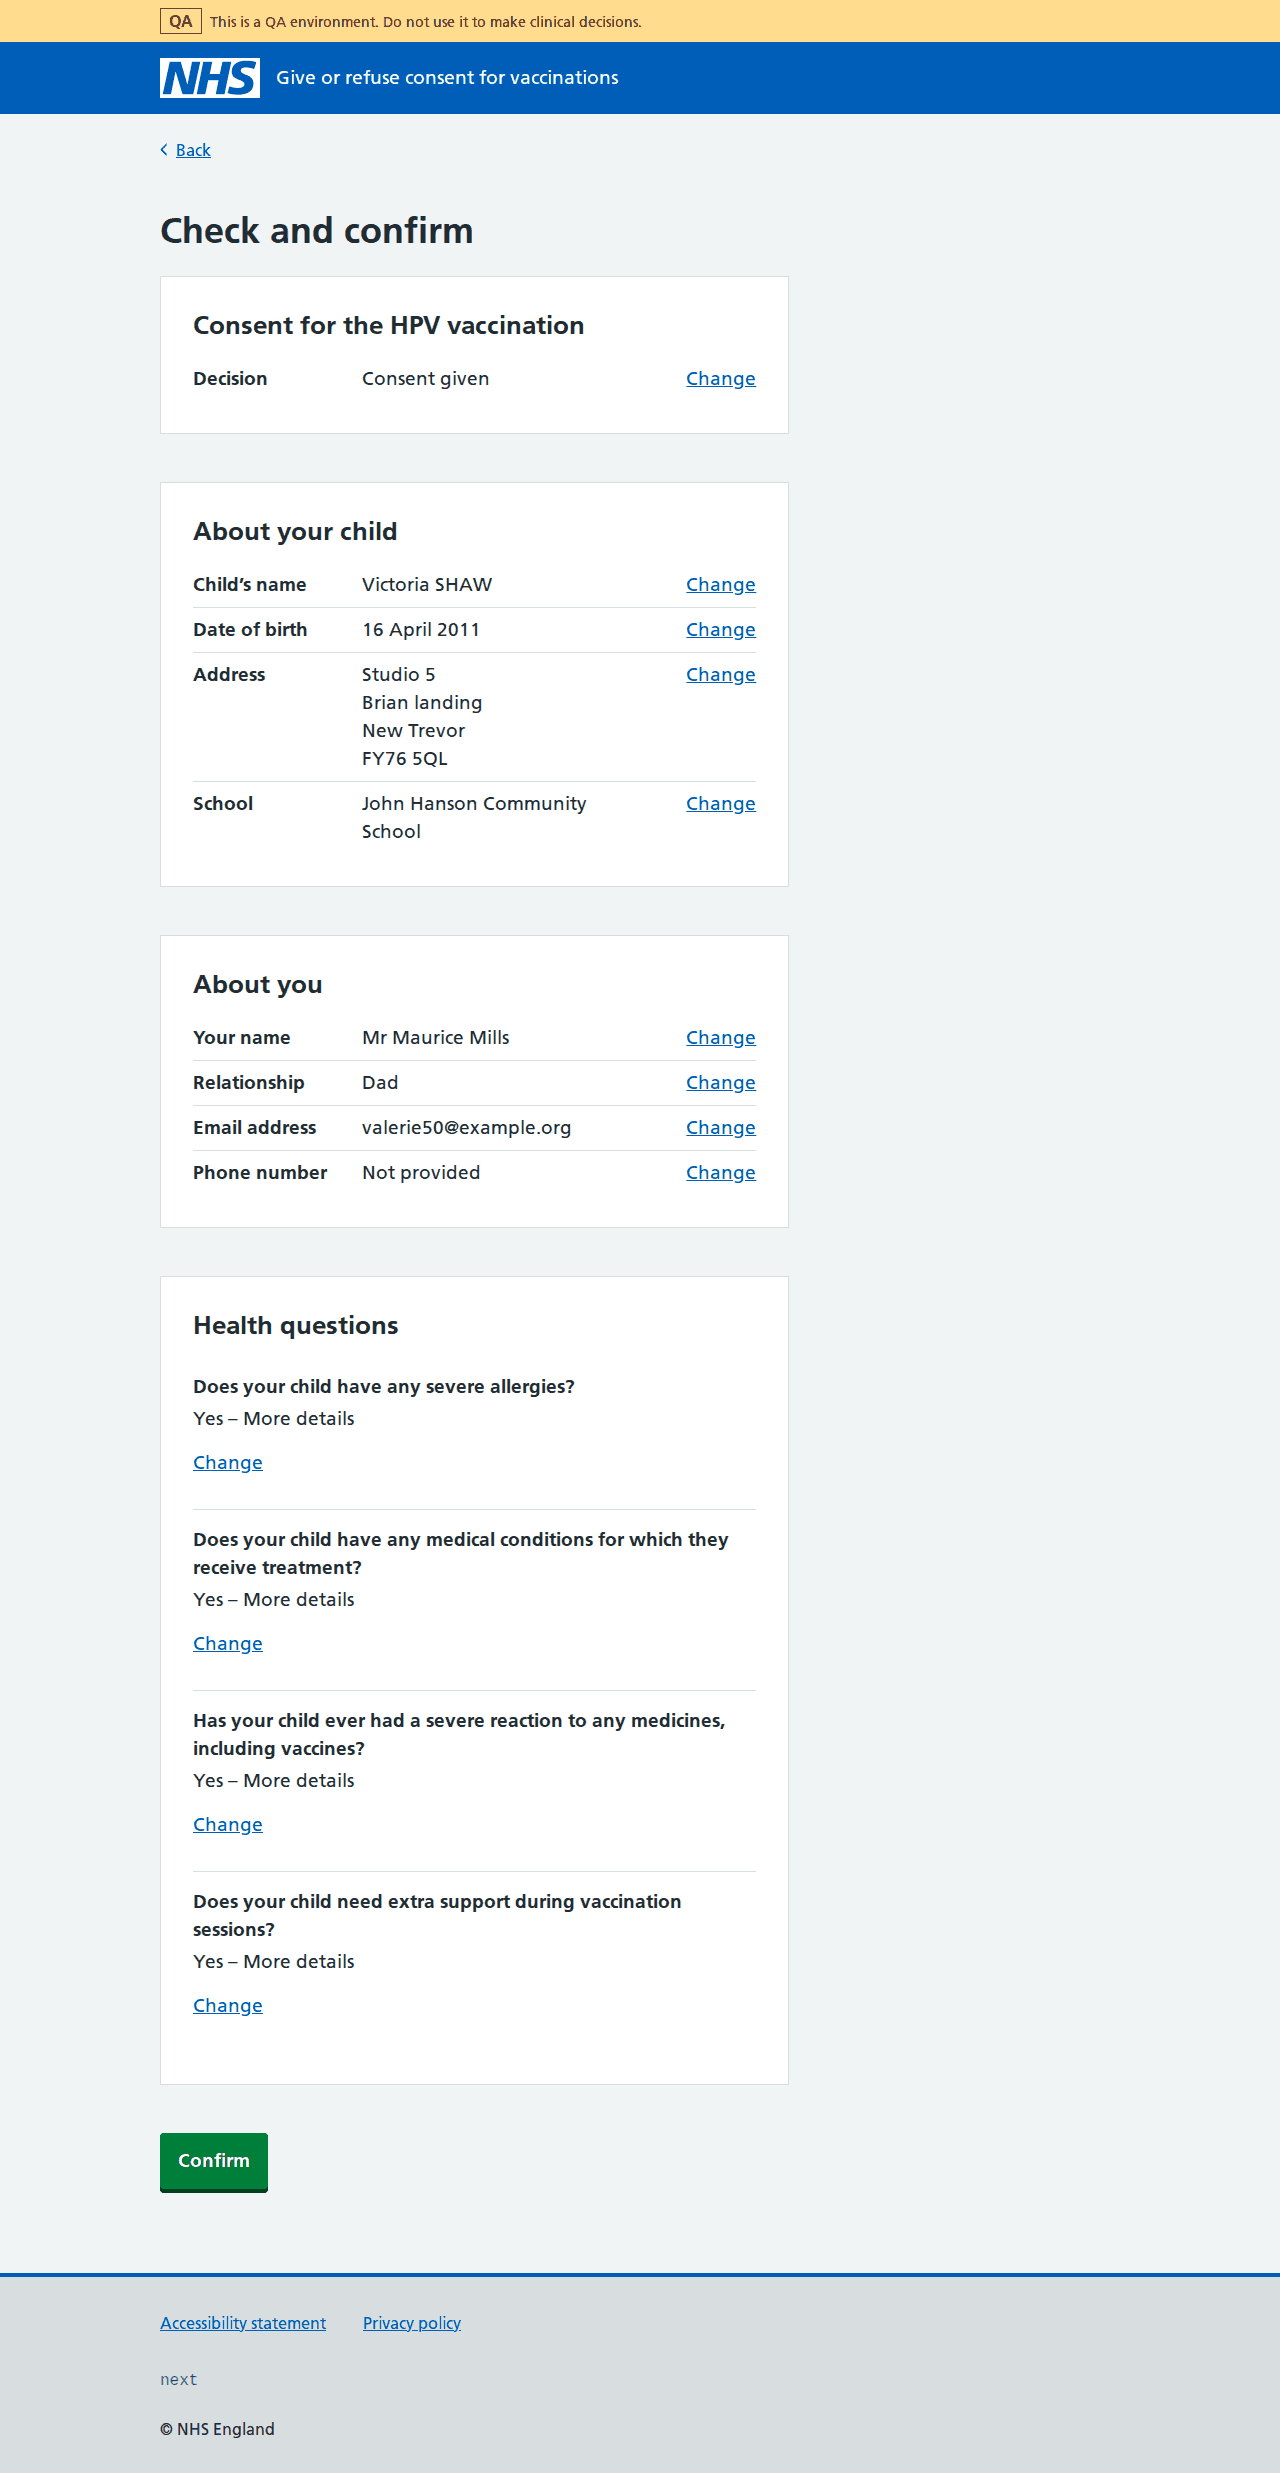 QA This is a QA environment. Do not use it to make clinical decisions.
NHS Give or refuse consent for vaccinations
Back
Check and confirm
Consent for the HPV vaccination
Decision Consent given Change
About your child
Child’s name Victoria SHAW Change
Date of birth 16 April 2011 Change
Address Studio 5 Change
Brian landing
New Trevor
FY76 5QL
School John Hanson Community Change
School
About you
Your name Mr Maurice Mills Change
Relationship Dad Change
Email address valerie50@example.org Change
Phone number Not provided Change
Health questions
Does your child have any severe allergies?
Yes – More details
Change
Does your child have any medical conditions for which they
receive treatment?
Yes – More details
Change
Has your child ever had a severe reaction to any medicines,
including vaccines?
Yes – More details
Change
Does your child need extra support during vaccination
sessions?
Yes – More details
Change
Confirm
Accessibility statement Privacy policy
next
© NHS England